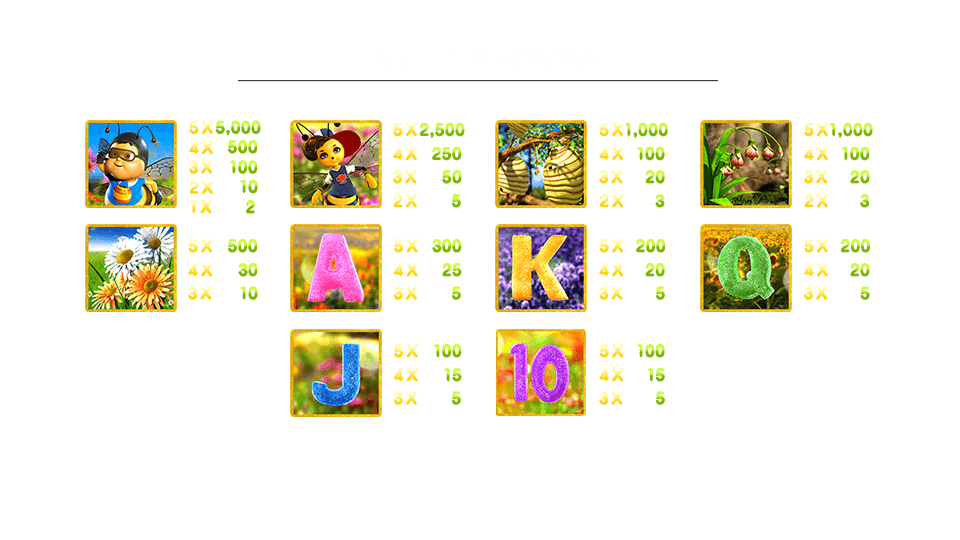 5X 5,000
4X 500
3X 100
2X 10
1X 2
5X 2,500
4X 250
3X 50
2X 5
5X 1,000
4X 100
3X 20
2X 3
5X 1,000
4X 100
3X 20
2X 3
5X 500
4X 30
3X 10
A
5X 300
4X 25
3X 5
K
5X 200
4X 20
3X 5
Q
5X 200
4X 20
3X 5
J
5X 100
4X 15
3X 5
10
5X 100
4X 15
3X 5